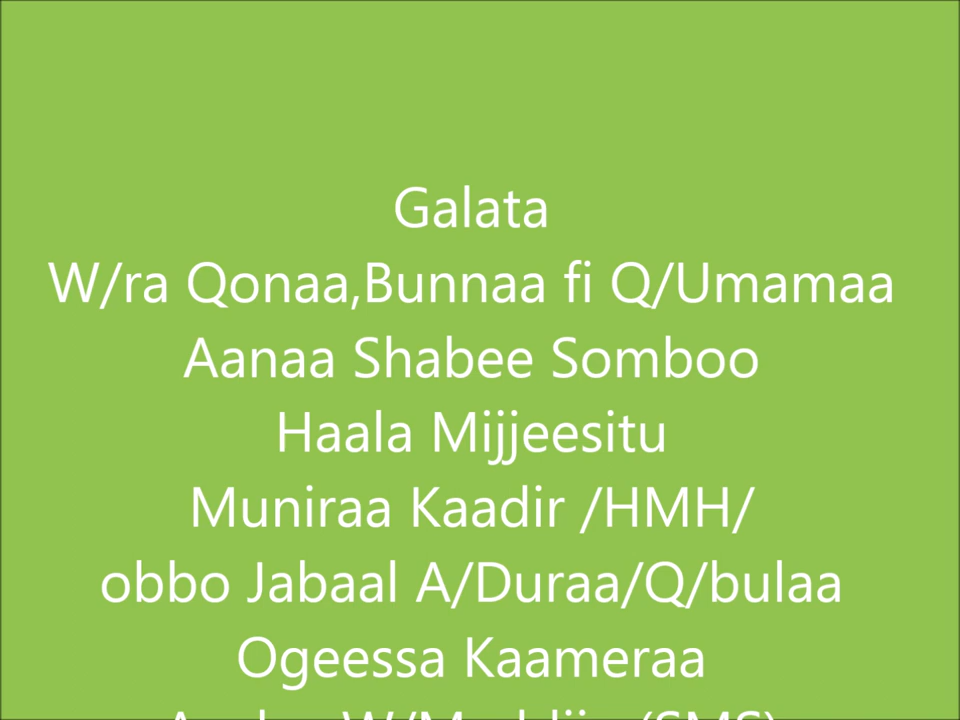 Galata
W/ra Qonaa,Bunnaa fi Q/Umamaa
Aanaa Shabee Somboo
Haala Mijjeesitu
Muniraa Kaadir /HMH/
obbo Jabaal A/Duraa/Q/bulaa
Ogeessa Kaameraa